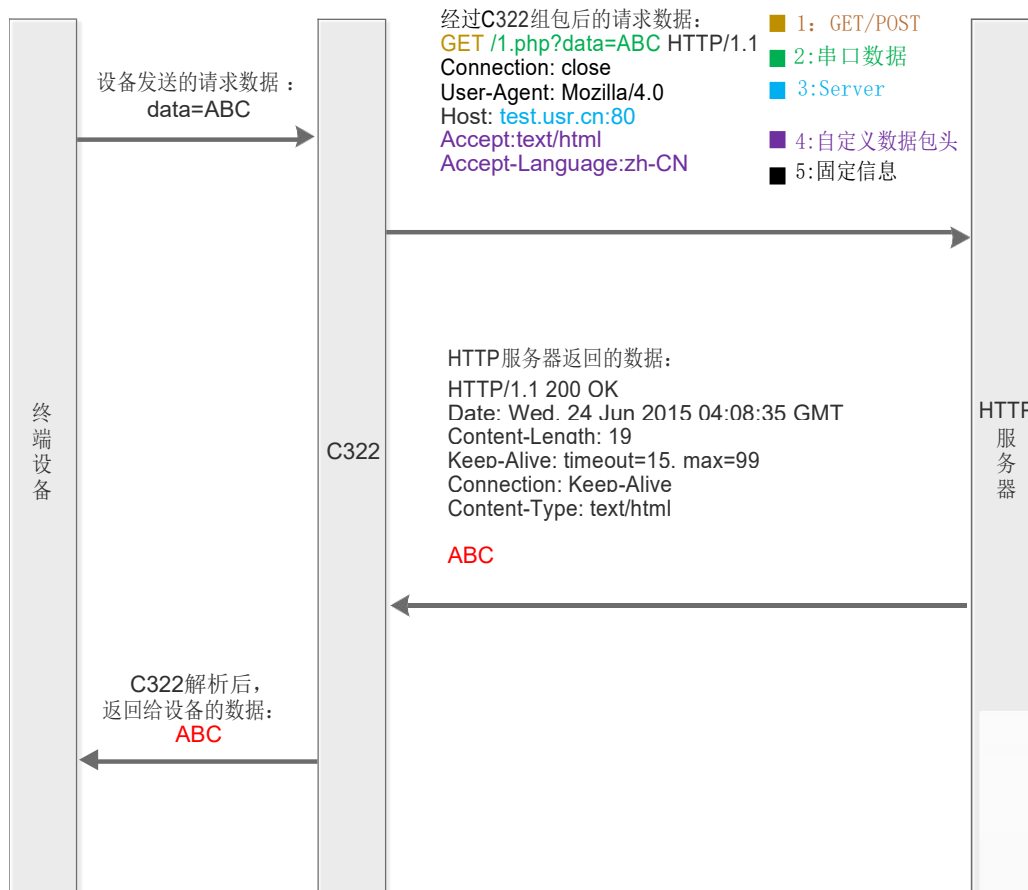 设备发送的请求数据：
data=ABC
经过C322组包后的请求数据：
GET /1.php?data=ABC HTTP/1.1
Connection: close
User-Agent: Mozilla/4.0
Host: test.usr.cn:80
Accept:text/html
Accept-Language:zh-CN
1: GET/POST
2:串口数据
3:Server
4:自定义数据包头
5:固定信息
HTTP服务器返回的数据：
HTTP/1.1 200 OK
Date: Wed, 24 Jun 2015 04:08:35 GMT
Content-Length: 19
Keep-Alive: timeout=15, max=99
Connection: Keep-Alive
Content-Type: text/html
ABC
终
端
设
备
C322
HTTP
服
务
器
C322解析后，
返回给设备的数据：
ABC